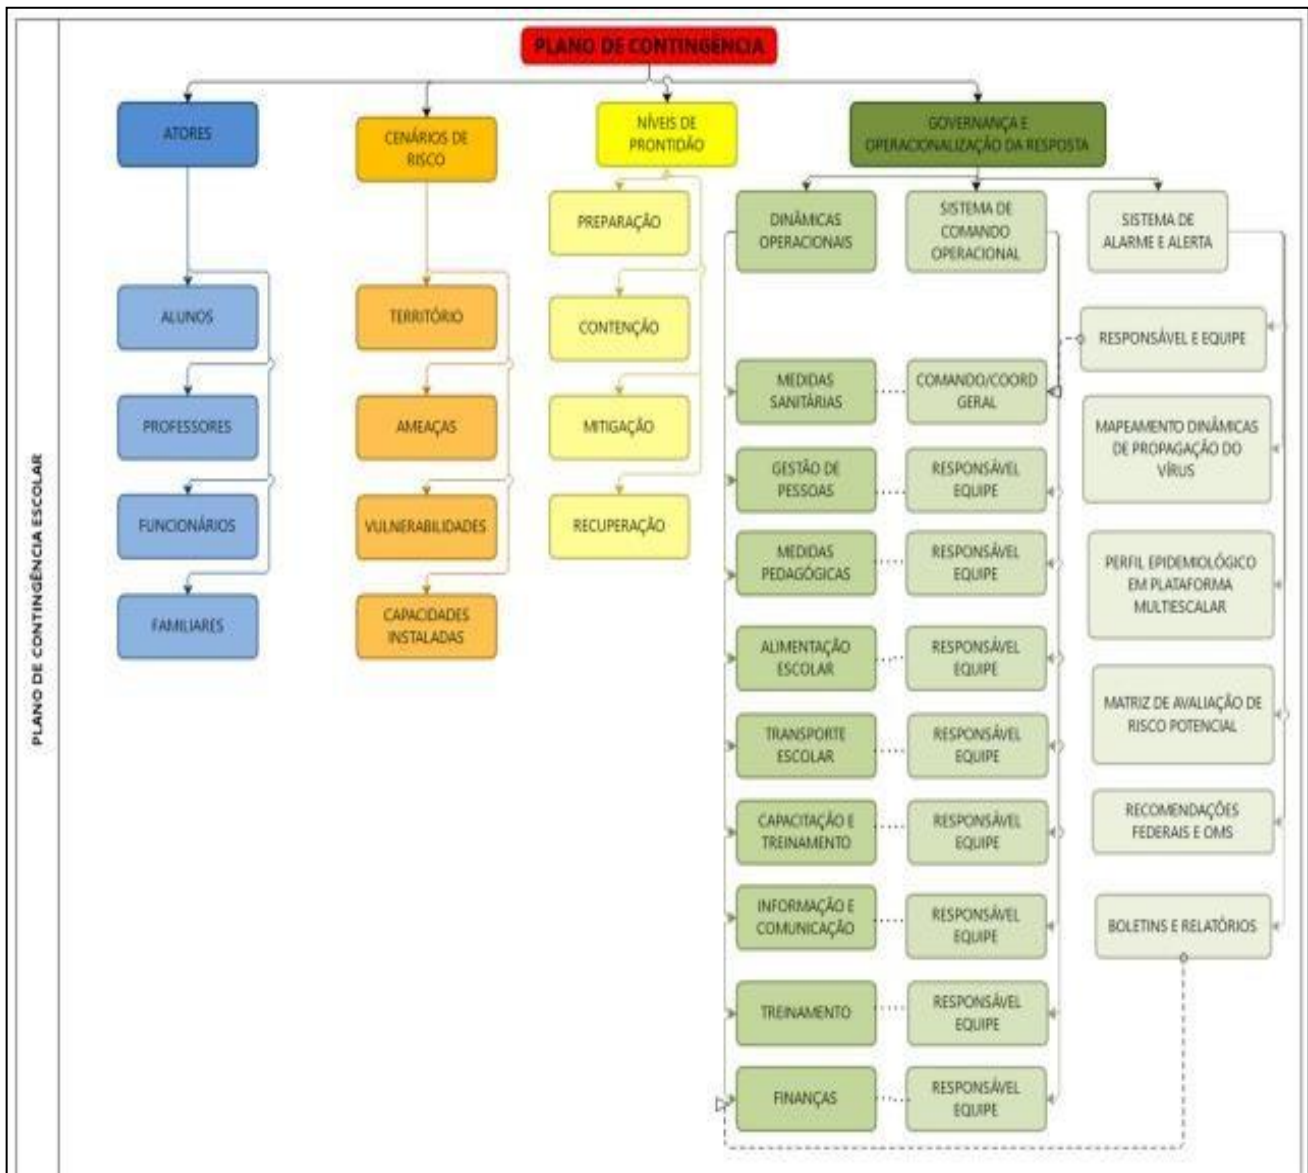 PLANO DE CONTINGÊNCIA ESCOLAR
PLANO DE CONTINGÊNCIA
ATORES
ALUNOS
PROFESSORES
FUNCIONÁRIOS
FAMILIARES
CENÁRIOS DE
RISCO
TERRITÓRIO
AMEAÇAS
VULNERABILIDADES
CAPACIDADES
INSTALADAS
NÍVEIS DE
PRONTIDÃO
PREPARAÇÃO
CONTENÇÃO
MITIGAÇÃO
RECUPERAÇÃO
GOVERNANÇA E
OPERACIONALIZAÇÃO DA RESPOSTA
DINÂMICAS
OPERACIONAIS
MEDIDAS
SANITÁRIAS
GESTÃO DE
PESSOAS
MEDIDAS
PEDAGÓGICAS
ALIMENTAÇÃO
ESCOLAR
TRANSPORTE
ESCOLAR
CAPACITAÇÃO E
TREINAMENTO
INFORMAÇÃO E
COMUNICAÇÃO
TREINAMENTO
FINANÇAS
SISTEMA DE
COMANDO
OPERACIONAL
COMANDO/COORD
GERAL
RESPONSÁVEL
EQUIPE
RESPONSÁVEL
EQUIPE
RESPONSÁVEL
EQUIPE
RESPONSÁVEL
EQUIPE
RESPONSÁVEL
EQUIPE
RESPONSÁVEL
EQUIPE
RESPONSÁVEL
EQUIPE
RESPONSÁVEL
EQUIPE
SISTEMA DE
ALARME E ALERTA
RESPONSÁVEL E EQUIPE
MAPEAMENTO DINÂMICAS
DE PROPAGAÇÃO DO
VÍRUS
PERFIL EPIDEMIOLÓGICO
EM PLATAFORMA
MULTIESCALAR
MATRIZ DE AVALIAÇÃO DE
RISCO POTENCIAL
RECOMENDAÇÕES
FEDERAIS E OMS
BOLETINS E RELATÓRIOS